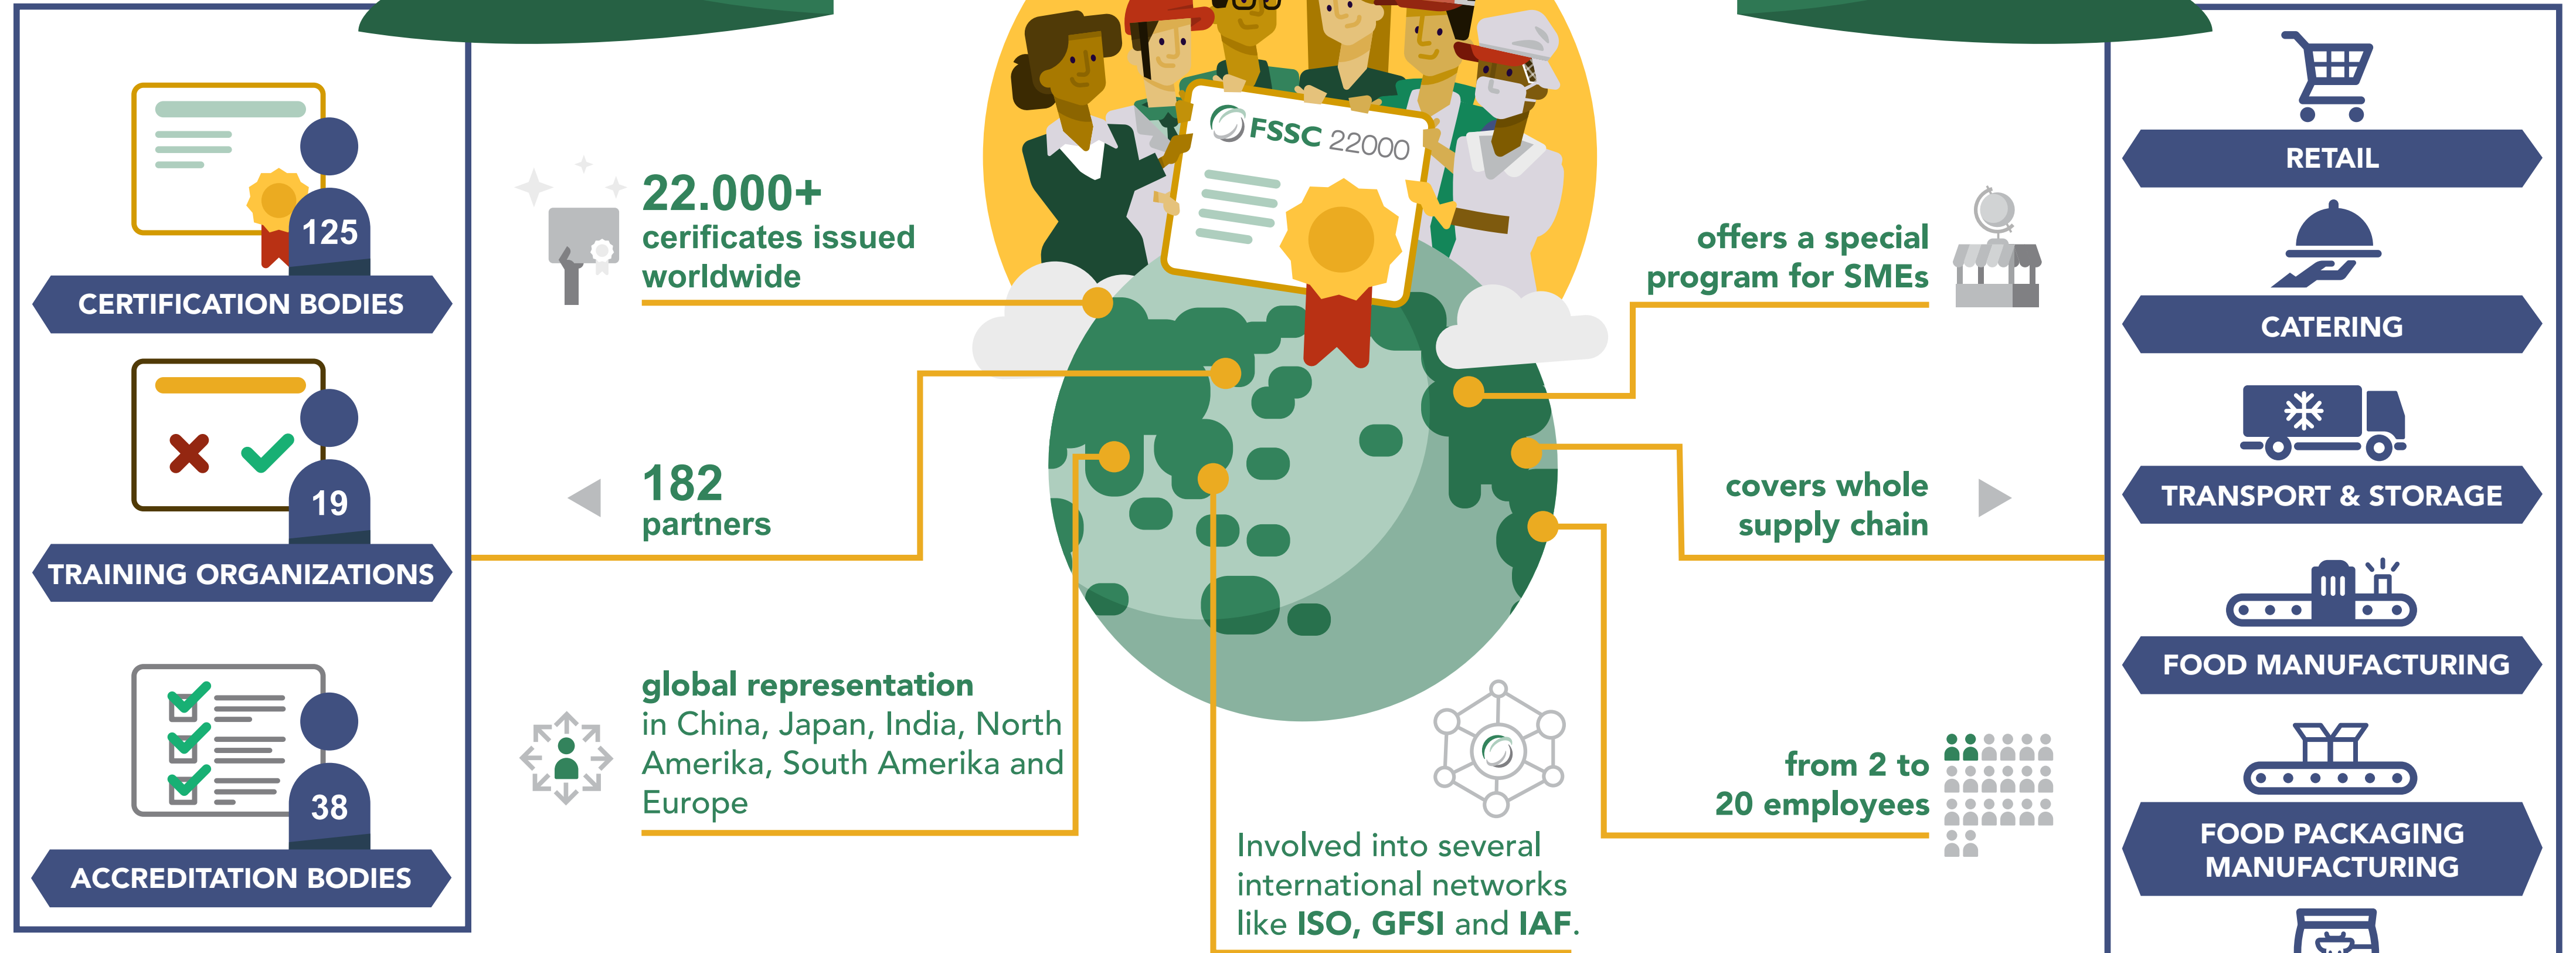 125
CERTIFICATION BODIES
19
TRAINING ORGANIZATIONS
38
ACCREDITATION BODIES
22.000+
cerificates issued
worldwide
182
partners
global representation
in China, Japan, India, North
Amerika, South Amerika and
Europe
FSSC 22000
Involved into several
international networks
like ISO, GFSI and IAF.
offers a special
program for SMEs
covers whole
supply chain
from 2 to
20 employees
RETAIL
CATERING
TRANSPORT & STORAGE
FOOD MANUFACTURING
FOOD PACKAGING
MANUFACTURING